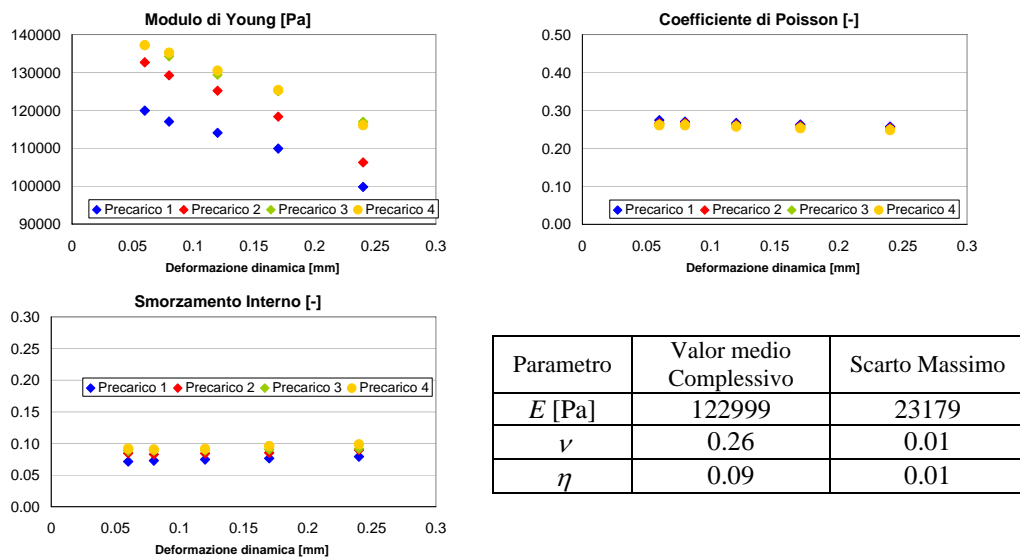 Modulo di Young [Pa]
140000
130000
120000
110000
100000
90000
Precarico 1 Precarico 2 Precarico 3 Precarico 4
0 0.05 0.1 0.15 0.2 0.25 0.3
Deformazione dinamica [mm]
Coefficiente di Poisson [-]
0.50
0.40
0.30
0.20
0.10
0.00
Precarico 1 Precarico 2 Precarico 3 Precarico 4
0 0.05 0.1 0.15 0.2 0.25 0.3
Deformazione dinamica [mm]
Smorzamento Interno [-]
0.30
0.25
0.20
0.15
0.10
0.05
0.00
Precarico 1 Precarico 2 Precarico 3 Precarico 4
0 0.05 0.1 0.15 0.2 0.25 0.3
Deformazione dinamica [mm]
Parametro Valor medio Complessivo Scarto Massimo
E [Pa] 122999 23179
ν 0.26 0.01
η 0.09 0.01